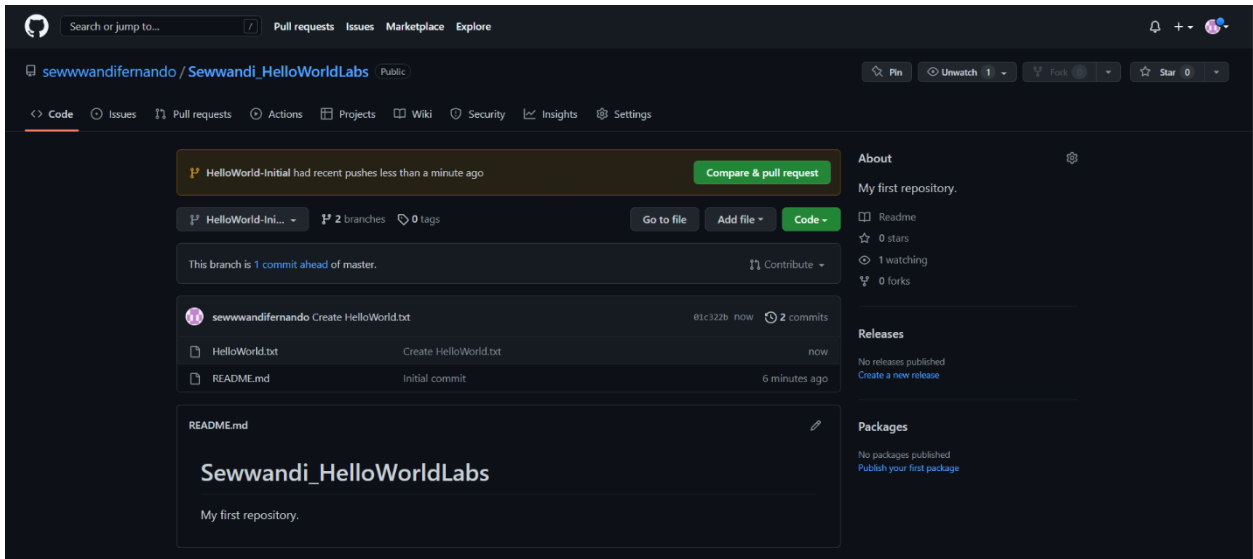 Search or jump to... / Pull requests Issues Marketplace Explore
sewwwandifernando / Sewwandi_HelloWorldLabs Public
Pin Unwatch 1 Fork 0 Star 0
Code Issues Pull requests Actions Projects Wiki Security Insights Settings
HelloWorld-Initial had recent pushes less than a minute ago Compare & pull request
HelloWorld-Ini... 2 branches 0 tags Go to file Add file Code
This branch is 1 commit ahead of master. Contribute
sewwwandifernando Create HelloWorld.txt 01c322b now 2 commits
HelloWorld.txt Create HelloWorld.txt now
README.md Initial commit 6 minutes ago
README.md
Sewwandi_HelloWorldLabs
My first repository.
About
My first repository.
Readme
0 stars
1 watching
0 forks
Releases
No releases published
Create a new release
Packages
No packages published
Publish your first package